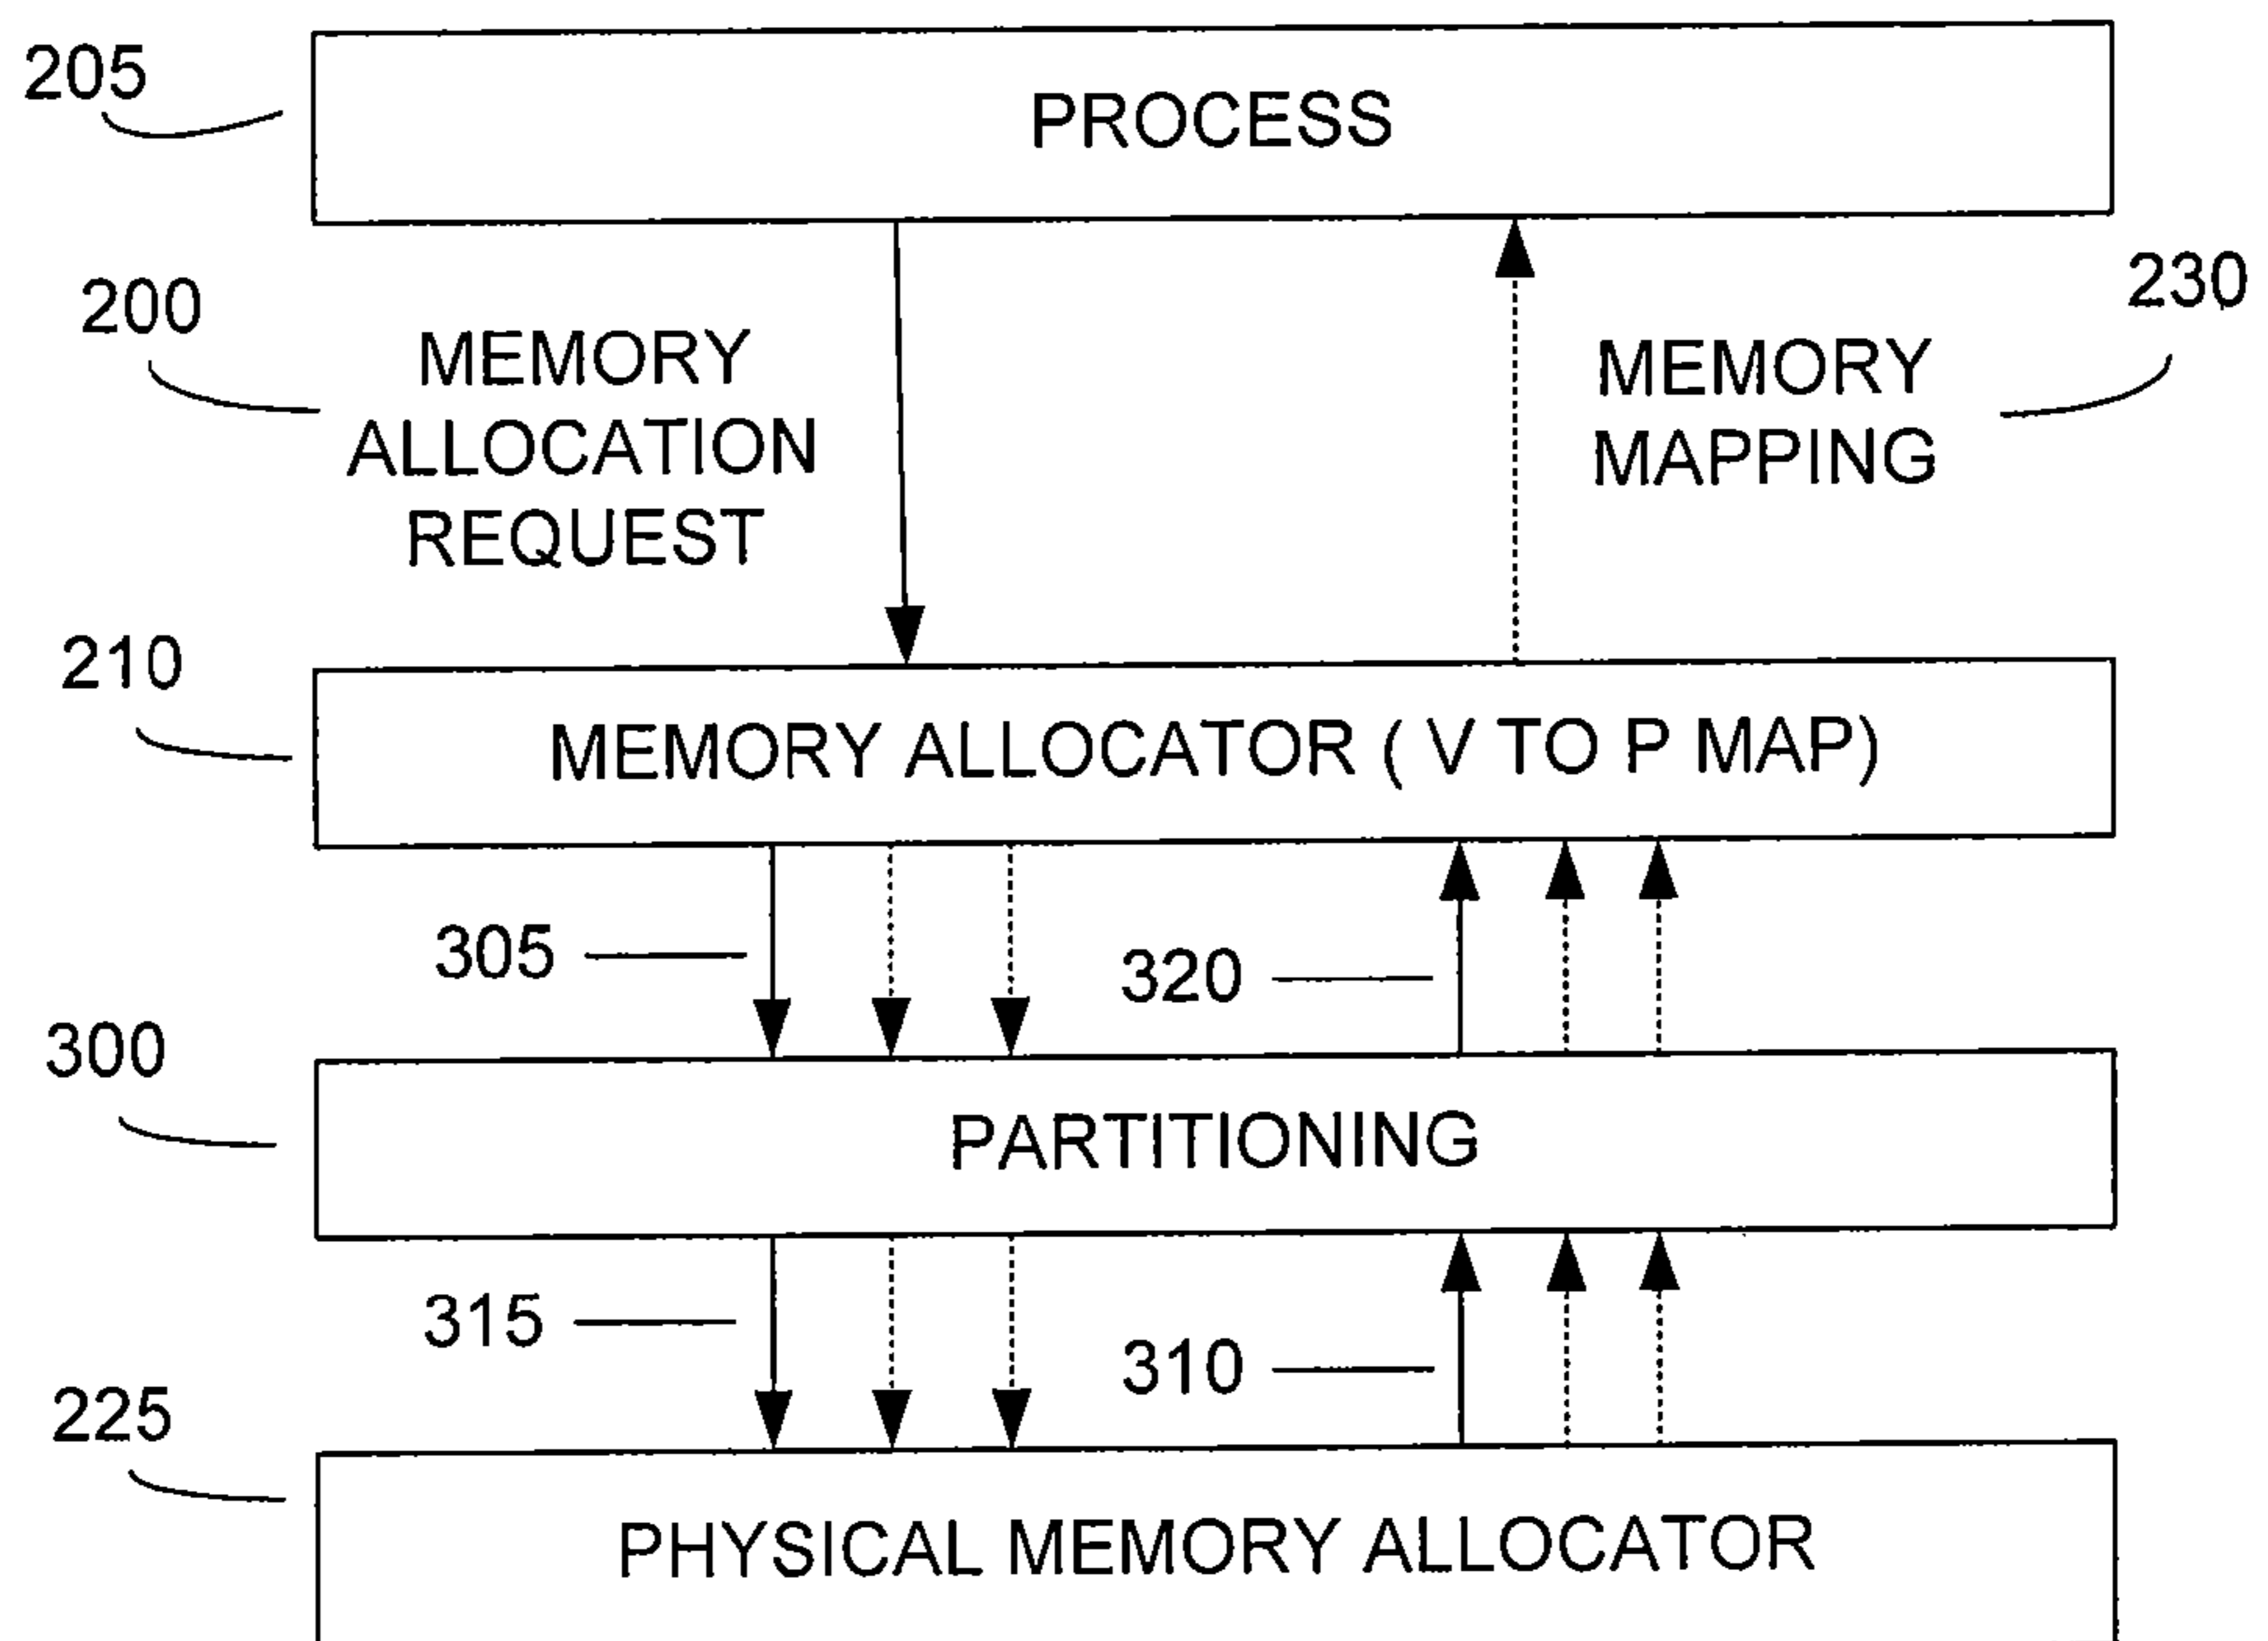 205
PROCESS
200
MEMORY
ALLOCATION
REQUEST
230
MEMORY
MAPPING
210
MEMORY ALLOCATOR ( V TO P MAP)
305
320
300
PARTITIONING
315
310
225
PHYSICAL MEMORY ALLOCATOR